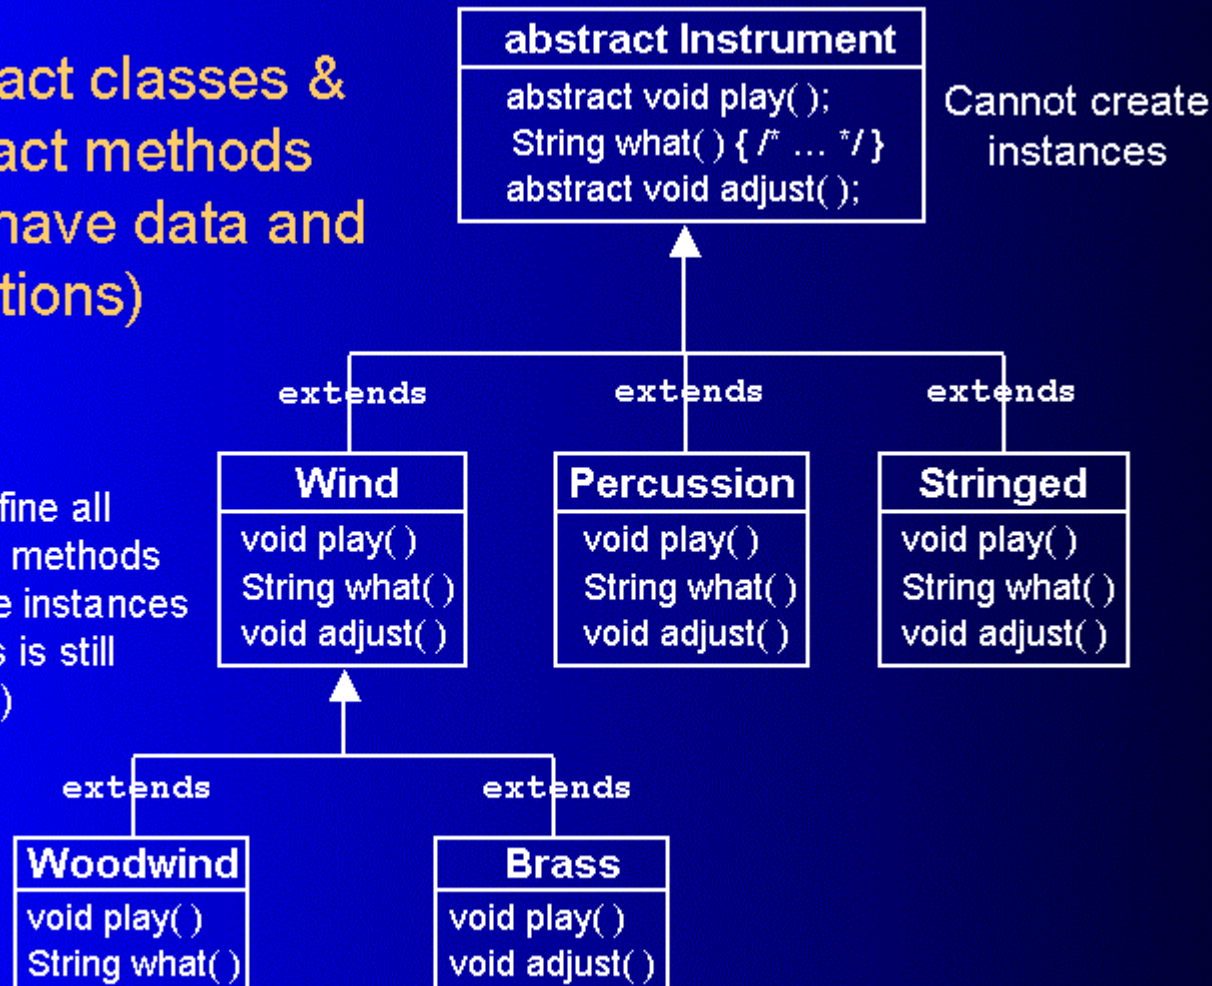 act classes &
act methods
have data and
tions)
abstract Instrument
abstract void play( );
String what( ) { /* ... */ }
abstract void adjust( );
Cannot create
instances
extends
extends
extends
fine all
methods
e instances
s is still
)
Wind
void play( )
String what( )
void adjust( )
Percussion
void play( )
String what( )
void adjust( )
Stringed
void play( )
String what( )
void adjust( )
extends
extends
Woodwind
void play( )
String what( )
Brass
void play( )
void adjust( )